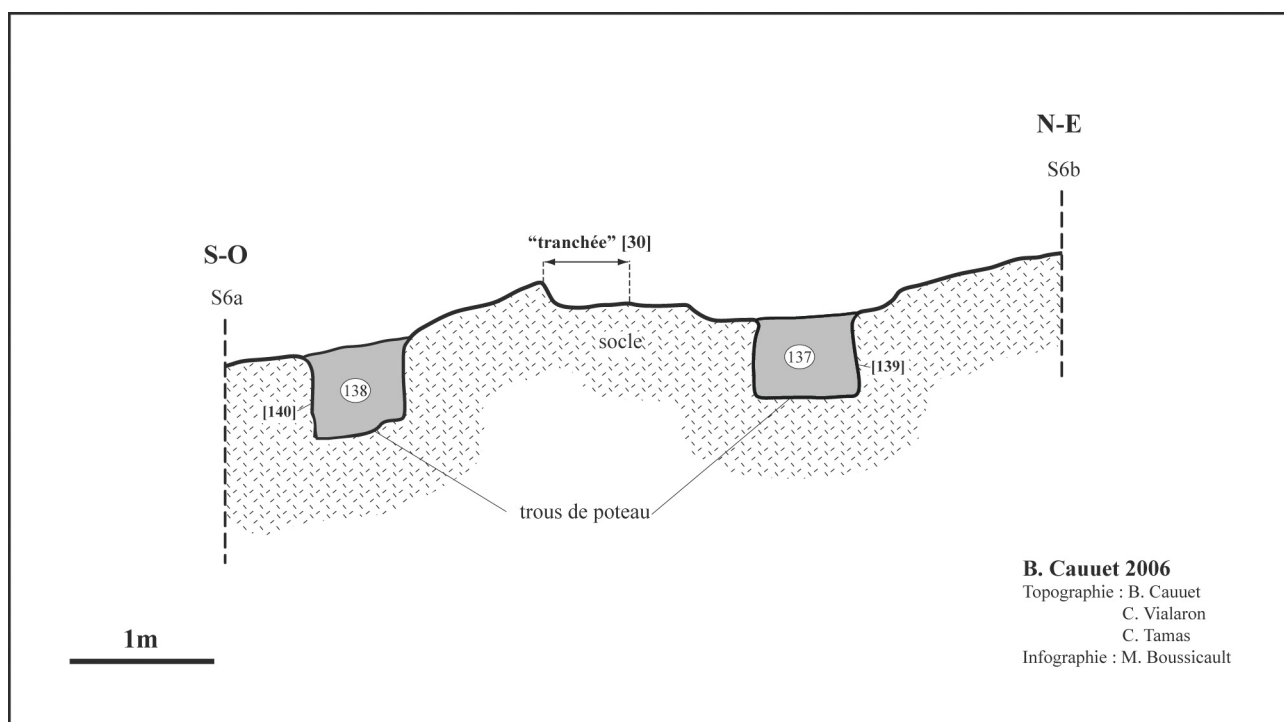 N-E
S6b
“tranchée” [30]
S-O
S6a
socle
137
[139]
138
[140]
trous de poteau
B. Cauuet 2006
Topographie : B. Cauuet
C. Vialaron
C. Tamas
Infographie : M. Boussicault
1m